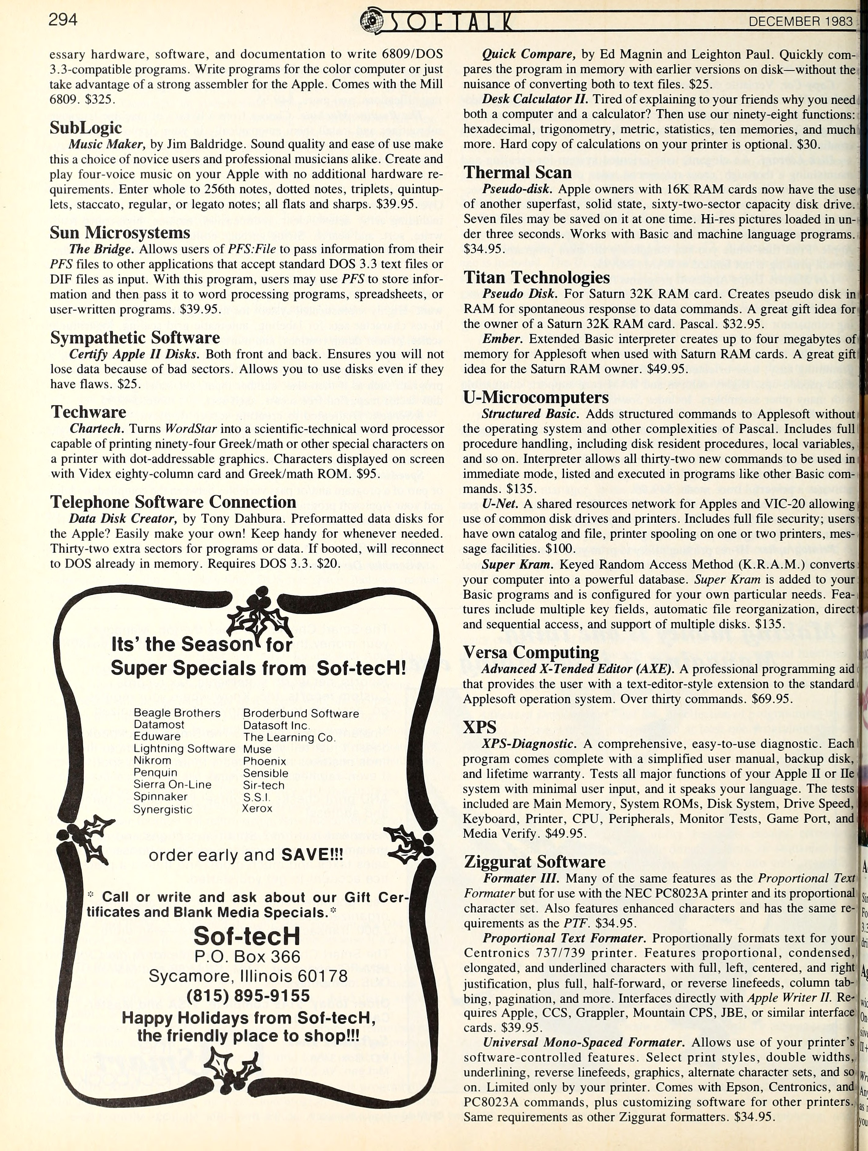 294
SOFTALK
DECEMBER 1983
essary hardware, software, and documentation to write 6809/DOS
3.3-compatible programs. Write programs for the color computer or just
take advantage of a strong assembler for the Apple. Comes with the Mill
6809. $325.
SubLogic
Music Maker, by Jim Baldridge. Sound quality and ease of use make
this a choice of novice users and professional musicians alike. Create and
play four-voice music on your Apple with no additional hardware re-
quirements. Enter whole to 256th notes, dotted notes, triplets, quintup-
lets, staccato, regular, or legato notes; all flats and sharps. $39.95.
Sun Microsystems
The Bridge. Allows users of PFS:File to pass information from their
PFS files to other applications that accept standard DOS 3.3 text files or
DIF files as input. With this program, users may use PFS to store infor-
mation and then pass it to word processing programs, spreadsheets, or
user-written programs. $39.95.
Sympathetic Software
Certify Apple II Disks. Both front and back. Ensures you will not
lose data because of bad sectors. Allows you to use disks even if they
have flaws. $25.
Techware
Chartech. Turns WordStar into a scientific-technical word processor
capable of printing ninety-four Greek/math or other special characters on
a printer with dot-addressable graphics. Characters displayed on screen
with Videx eighty-column card and Greek/math ROM. $95.
Telephone Software Connection
Data Disk Creator, by Tony Dahbura. Preformatted data disks for
the Apple? Easily make your own! Keep handy for whenever needed.
Thirty-two extra sectors for programs or data. If booted, will reconnect
to DOS already in memory. Requires DOS 3.3. $20.
Its' the Season for
Super Specials from Sof-tecH!
Beagle Brothers Broderbund Software
Datamost Datasoft Inc.
Eduware The Learning Co.
Lightning Software Muse
Nikrom Phoenix
Penquin Sensible
Sierra On-Line Sir-tech
Spinnaker S.S.I.
Synergistic Xerox
order early and SAVE!!!
* Call or write and ask about our Gift Cer-
tificates and Blank Media Specials.*
Sof-tecH
P.O. Box 366
Sycamore, Illinois 60178
(815) 895-9155
Happy Holidays from Sof-tecH,
the friendly place to shop!!!
Quick Compare, by Ed Magnin and Leighton Paul. Quickly com-
pares the program in memory with earlier versions on disk—without the
nuisance of converting both to text files. $25.
Desk Calculator II. Tired of explaining to your friends why you need
both a computer and a calculator? Then use our ninety-eight functions:
hexadecimal, trigonometry, metric, statistics, ten memories, and much
more. Hard copy of calculations on your printer is optional. $30.
Thermal Scan
Pseudo-disk. Apple owners with 16K RAM cards now have the use
of another superfast, solid state, sixty-two-sector capacity disk drive.
Seven files may be saved on it at one time. Hi-res pictures loaded in un-
der three seconds. Works with Basic and machine language programs.
$34.95.
Titan Technologies
Pseudo Disk. For Saturn 32K RAM card. Creates pseudo disk in
RAM for spontaneous response to data commands. A great gift idea for
the owner of a Saturn 32K RAM card. Pascal. $32.95.
Ember. Extended Basic interpreter creates up to four megabytes of
memory for Applesoft when used with Saturn RAM cards. A great gift
idea for the Saturn RAM owner. $49.95.
U-Microcomputers
Structured Basic. Adds structured commands to Applesoft without
the operating system and other complexities of Pascal. Includes full
procedure handling, including disk resident procedures, local variables,
and so on. Interpreter allows all thirty-two new commands to be used in
immediate mode, listed and executed in programs like other Basic com-
mands. $135.
U-Net. A shared resources network for Apples and VIC-20 allowing
use of common disk drives and printers. Includes full file security; users
have own catalog and file, printer spooling on one or two printers, mes-
sage facilities. $100.
Super Kram. Keyed Random Access Method (K.R.A.M.) converts
your computer into a powerful database. Super Kram is added to your
Basic programs and is configured for your own particular needs. Fea-
tures include multiple key fields, automatic file reorganization, direct
and sequential access, and support of multiple disks. $135.
Versa Computing
Advanced X-Tended Editor (AXE). A professional programming aid
that provides the user with a text-editor-style extension to the standard
Applesoft operation system. Over thirty commands. $69.95.
XPS
XPS-Diagnostic. A comprehensive, easy-to-use diagnostic. Each
program comes complete with a simplified user manual, backup disk,
and lifetime warranty. Tests all major functions of your Apple II or IIe
system with minimal user input, and it speaks your language. The tests
included are Main Memory, System ROMs, Disk System, Drive Speed,
Keyboard, Printer, CPU, Peripherals, Monitor Tests, Game Port, and
Media Verify. $49.95.
Ziggurat Software
Formater III. Many of the same features as the Proportional Text
Formater but for use with the NEC PC8023A printer and its proportional
character set. Also features enhanced characters and has the same re-
quirements as the PTF. $34.95.
Proportional Text Formater. Proportionally formats text for your
Centronics 737/739 printer. Features proportional, condensed,
elongated, and underlined characters with full, left, centered, and right
justification, plus full, half-forward, or reverse linefeeds, column tab-
bing, pagination, and more. Interfaces directly with Apple Writer II. Re-
quires Apple, CCS, Grappler, Mountain CPS, JBE, or similar interface
cards. $39.95.
Universal Mono-Spaced Formater. Allows use of your printer's
software-controlled features. Select print styles, double widths,
underlining, reverse linefeeds, graphics, alternate character sets, and so
on. Limited only by your printer. Comes with Epson, Centronics, and
PC8023A commands, plus customizing software for other printers.
Same requirements as other Ziggurat formatters. $34.95.